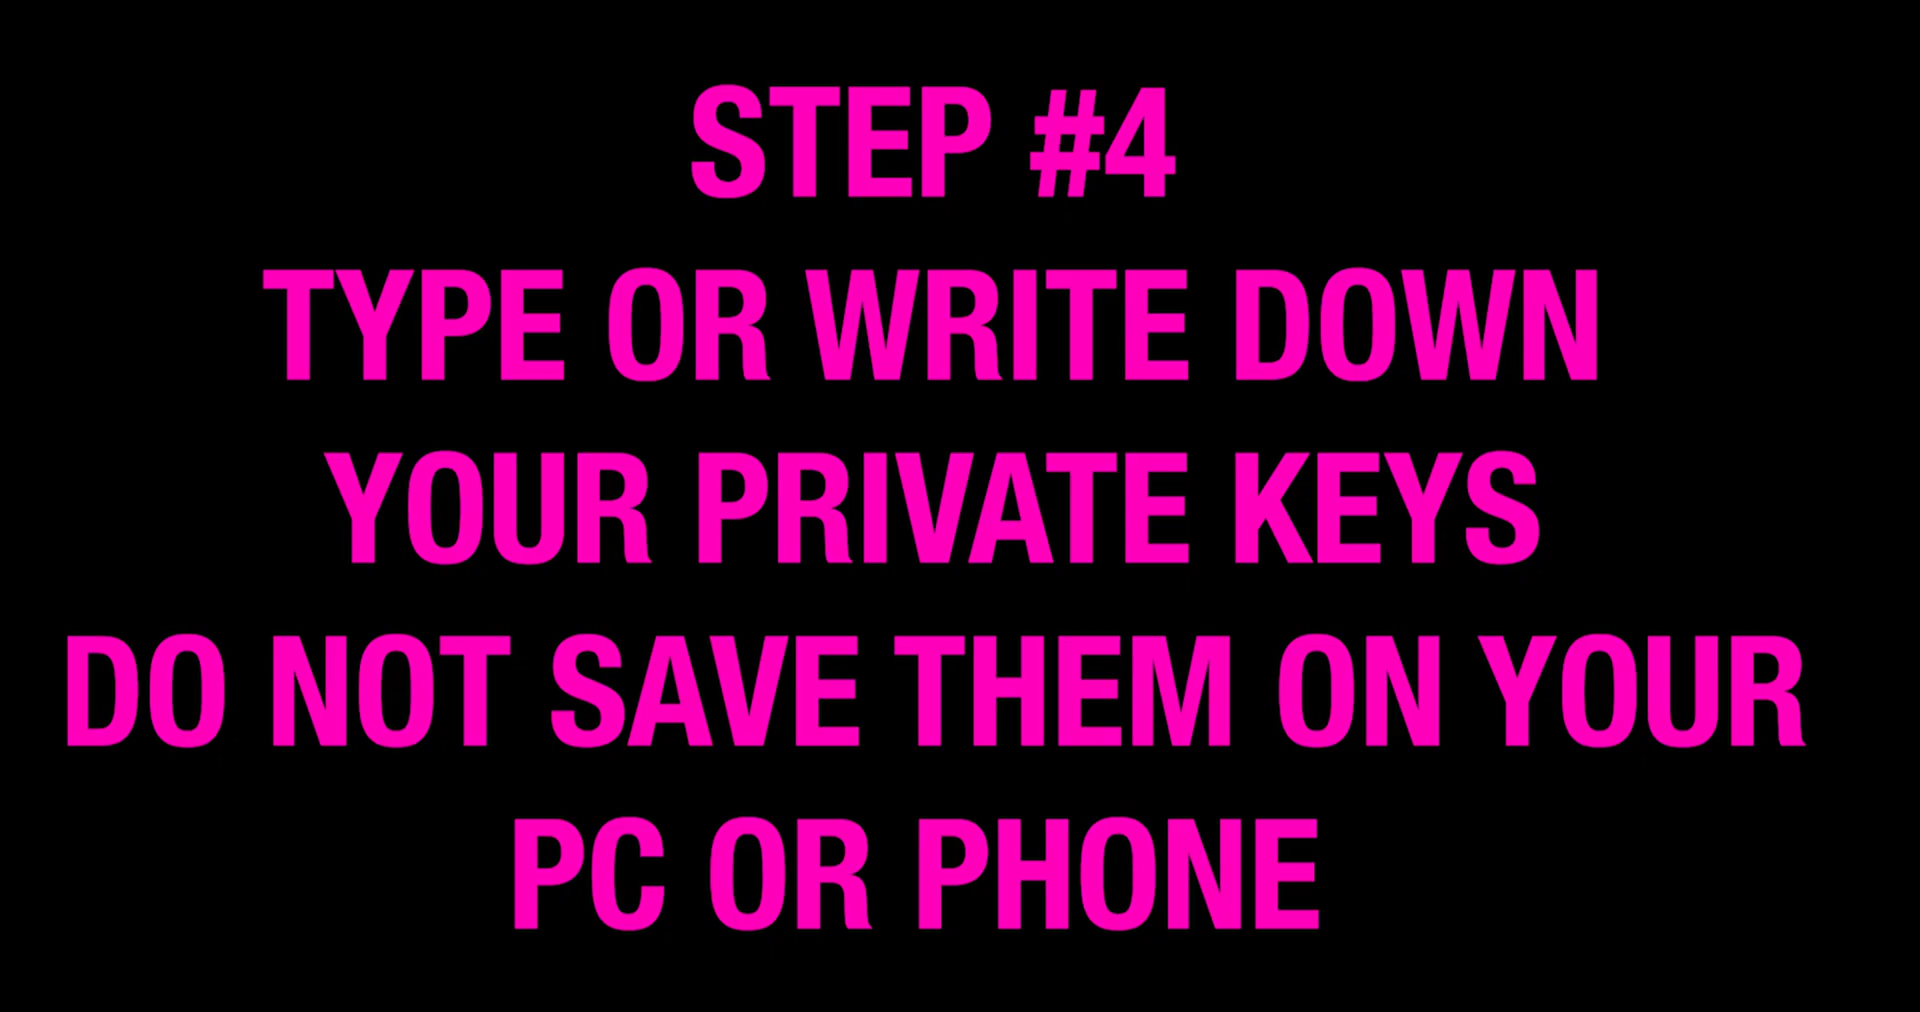 STEP #4
TYPE OR WRITE DOWN
YOUR PRIVATE KEYS
DO NOT SAVE THEM ON YOUR
PC OR PHONE